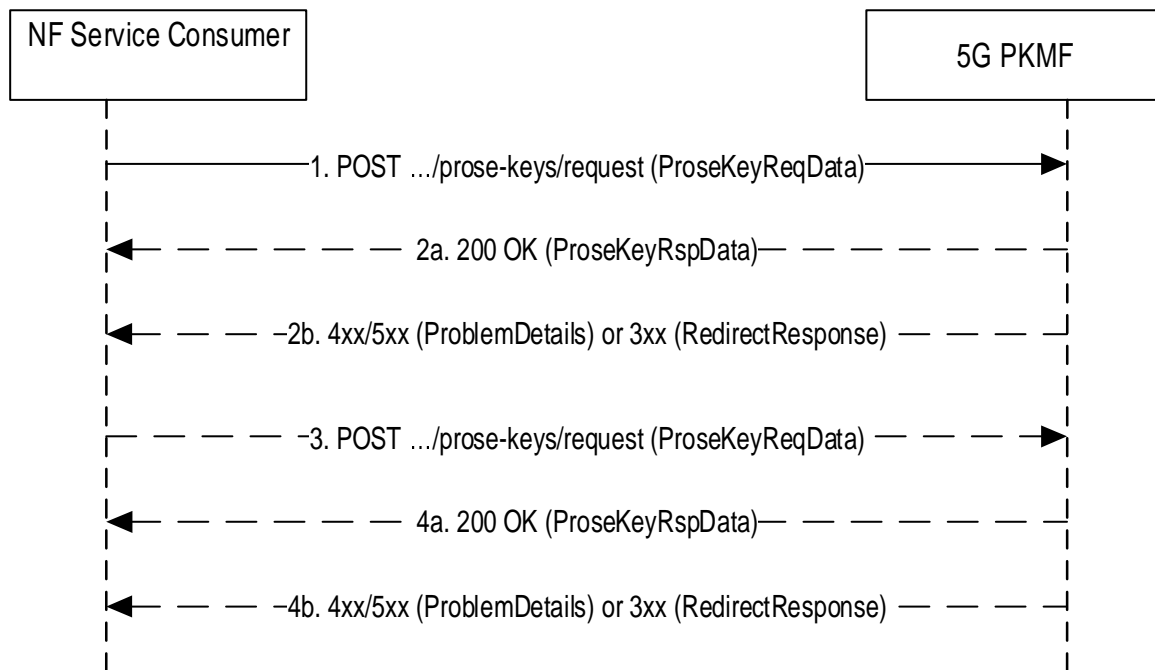 NF Service Consumer
5G PKMF
1. POST …/prose-keys/request (ProseKeyReqData)
2a. 200 OK (ProseKeyRspData)
2b. 4xx/5xx (ProblemDetails) or 3xx (RedirectResponse)
3. POST …/prose-keys/request (ProseKeyReqData)
4a. 200 OK (ProseKeyRspData)
4b. 4xx/5xx (ProblemDetails) or 3xx (RedirectResponse)